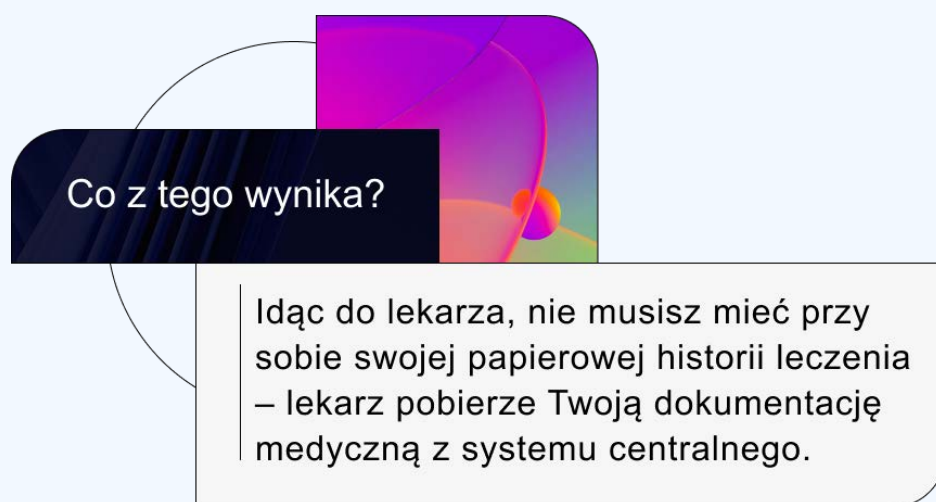 Co z tego wynika?
Idąc do lekarza, nie musisz mieć przy
sobie swojej papierowej historii leczenia
– lekarz pobierze Twoją dokumentację
medyczną z systemu centralnego.